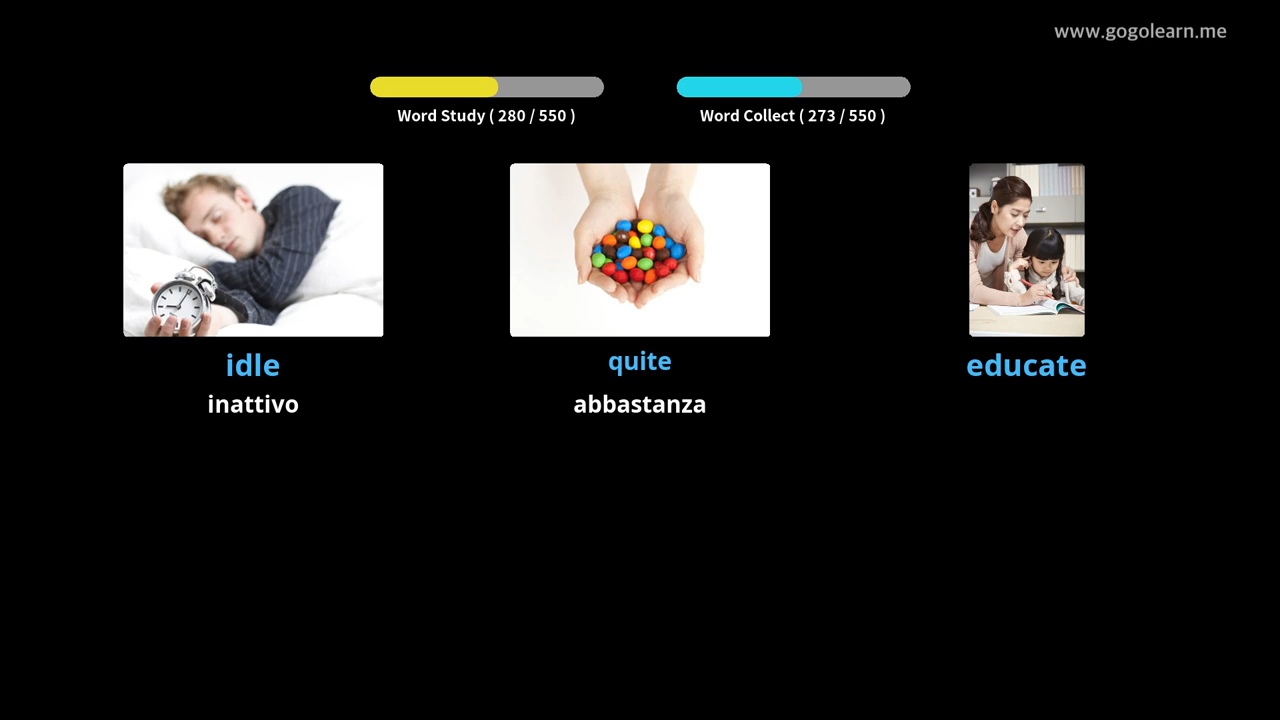 www.gogolearn.me
Word Study ( 280 / 550 )
Word Collect ( 273 / 550 )
idle
quite
educate
inattivo
abbastanza